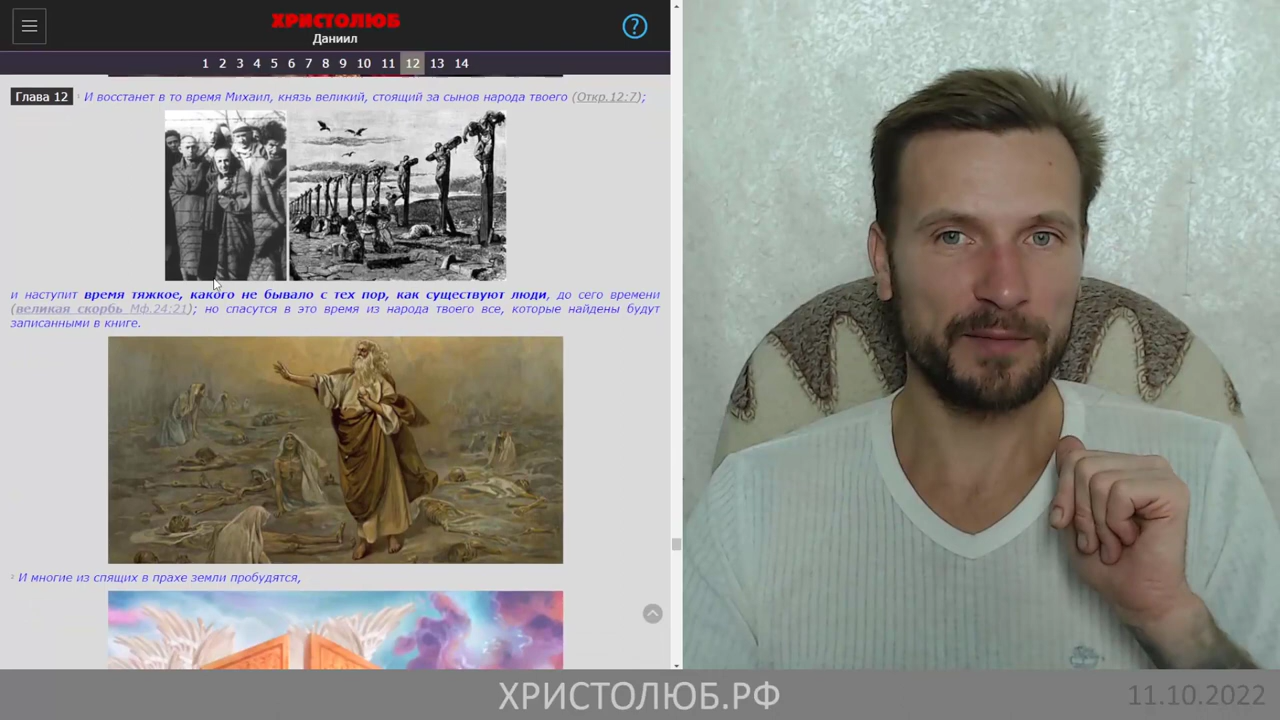 ХРИСТОЛЮБ
Даниил
1 2 3 4 5 6 7 8 9 10 11 12 13 14
Глава 12 1 И восстанет в то время Михаил, князь великий, стоящий за сынов народа твоего (Откр.12:7);
и наступит время тяжкое, какого не бывало с тех пор, как существуют люди, до сего времени
(великая скорбь Мф.24:21); но спасутся в это время из народа твоего все, которые найдены будут
записанными в книге.
2 И многие из спящих в прахе земли пробудятся,
ХРИСТОЛЮБ.РФ
11.10.2022